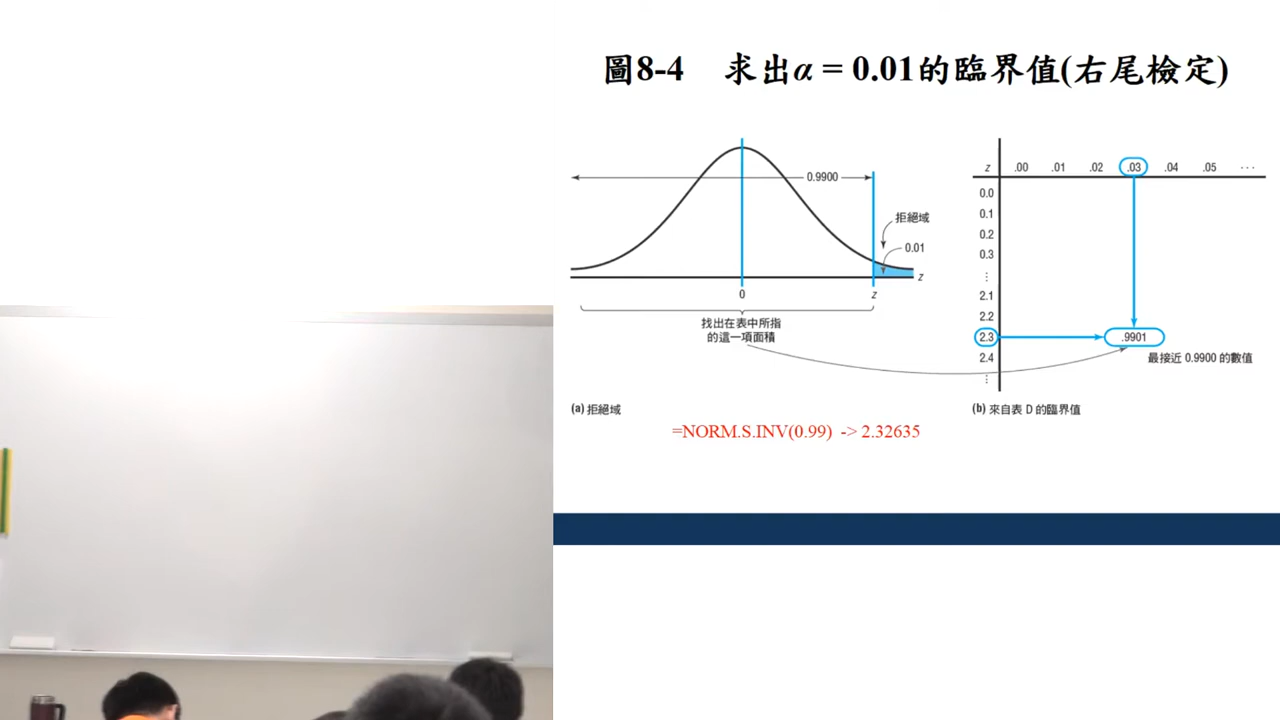 圖8-4 求出α = 0.01的臨界值(右尾檢定)
0.9900
拒絕域
0.01
z
0
z
找出在表中所指
的這一項面積
(a) 拒絕域
z .00 .01 .02 .03 .04 .05 ...
0.0
0.1
0.2
0.3
⋮
2.1
2.2
2.3 .9901
2.4
最接近 0.9900 的數值
⋮
(b) 來自表 D 的臨界值
=NORM.S.INV(0.99) -> 2.32635